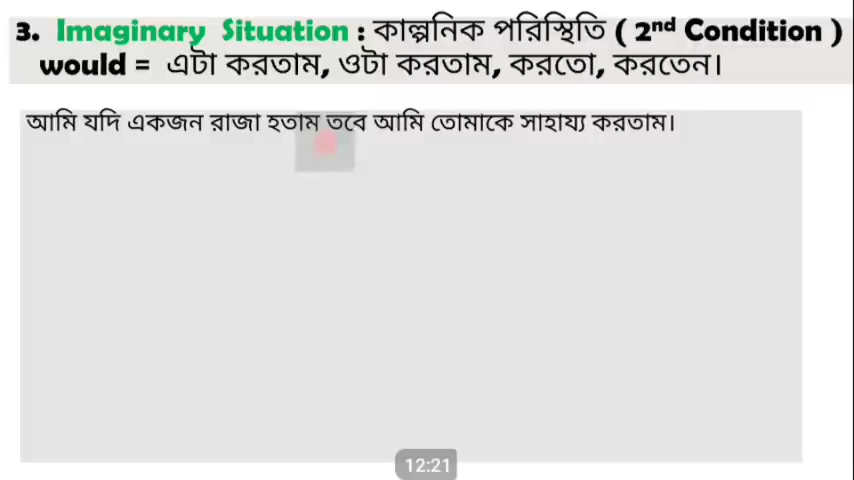 3. Imaginary Situation : কাল্পনিক পরিস্থিতি ( 2nd Condition )
would = এটা করতাম, ওটা করতাম, করতো, করতেন।
আমি যদি একজন রাজা হতাম তবে আমি তোমাকে সাহায্য করতাম।
12:21